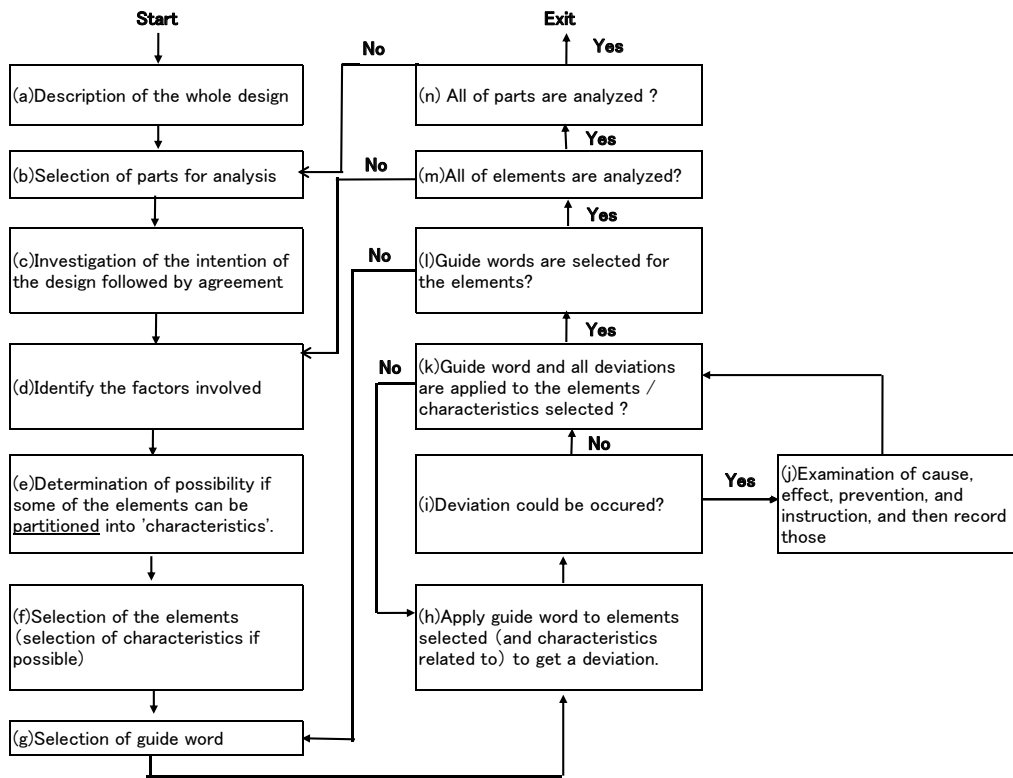 Start
(a)Description of the whole design
(b)Selection of parts for analysis
(c)Investigation of the intention of
the design followed by agreement
(d)Identify the factors involved
(e)Determination of possibility if
some of the elements can be
partitioned into 'characteristics'.
(f)Selection of the elements
(selection of characteristics if
possible)
(g)Selection of guide word
Exit
Yes
No
(n) All of parts are analyzed ?
Yes
No
(m)All of elements are analyzed?
Yes
No
(l)Guide words are selected for
the elements?
Yes
No
(k)Guide word and all deviations
are applied to the elements /
characteristics selected ?
No
(i)Deviation could be occured?
Yes
(j)Examination of cause,
effect, prevention, and
instruction, and then record
those
(h)Apply guide word to elements
selected (and characteristics
related to) to get a deviation.